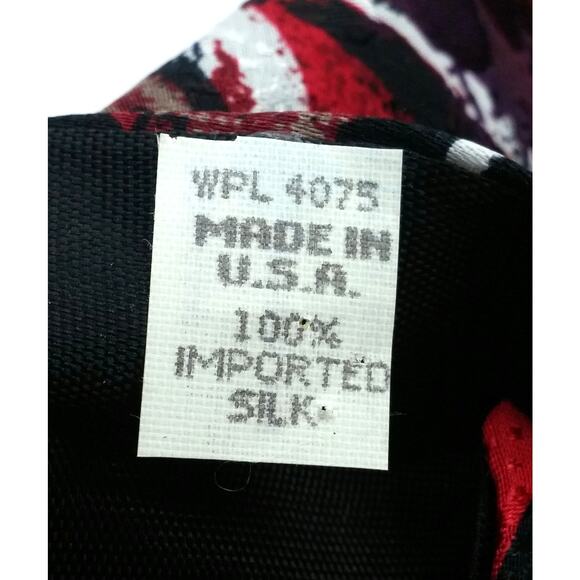 WPL 4075
MADE IN
U.S.A.
100%
IMPORTED
SILK